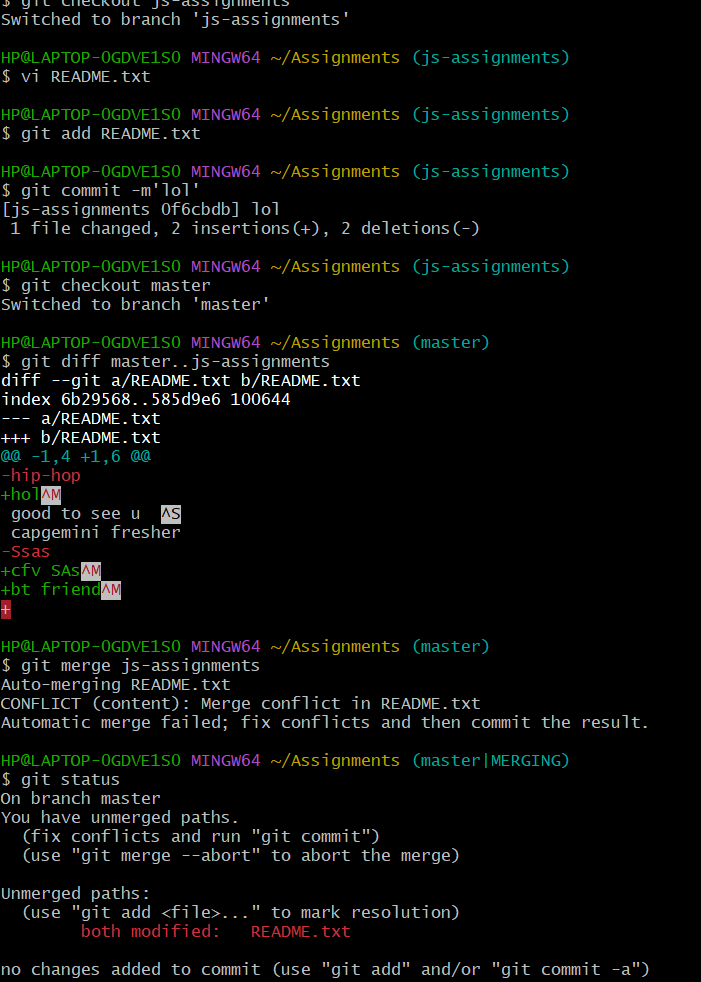 $ git checkout js-assignments
Switched to branch 'js-assignments'
HP@LAPTOP-OGDVE1SO MINGW64 ~/Assignments (js-assignments)
$ vi README.txt
HP@LAPTOP-OGDVE1SO MINGW64 ~/Assignments (js-assignments)
$ git add README.txt
HP@LAPTOP-OGDVE1SO MINGW64 ~/Assignments (js-assignments)
$ git commit -m'lol'
[js-assignments 0f6cbdb] lol
 1 file changed, 2 insertions(+), 2 deletions(-)
HP@LAPTOP-OGDVE1SO MINGW64 ~/Assignments (js-assignments)
$ git checkout master
Switched to branch 'master'
HP@LAPTOP-OGDVE1SO MINGW64 ~/Assignments (master)
$ git diff master..js-assignments
diff --git a/README.txt b/README.txt
index 6b29568..585d9e6 100644
--- a/README.txt
+++ b/README.txt
@@ -1,4 +1,6 @@
-hip-hop
+hol^M
 good to see u  ^S
 capgemini fresher
-Ssas
+cfv SAs^M
+bt friend^M
+
HP@LAPTOP-OGDVE1SO MINGW64 ~/Assignments (master)
$ git merge js-assignments
Auto-merging README.txt
CONFLICT (content): Merge conflict in README.txt
Automatic merge failed; fix conflicts and then commit the result.
HP@LAPTOP-OGDVE1SO MINGW64 ~/Assignments (master|MERGING)
$ git status
On branch master
You have unmerged paths.
  (fix conflicts and run "git commit")
  (use "git merge --abort" to abort the merge)
Unmerged paths:
  (use "git add <file>..." to mark resolution)
        both modified:   README.txt
no changes added to commit (use "git add" and/or "git commit -a")